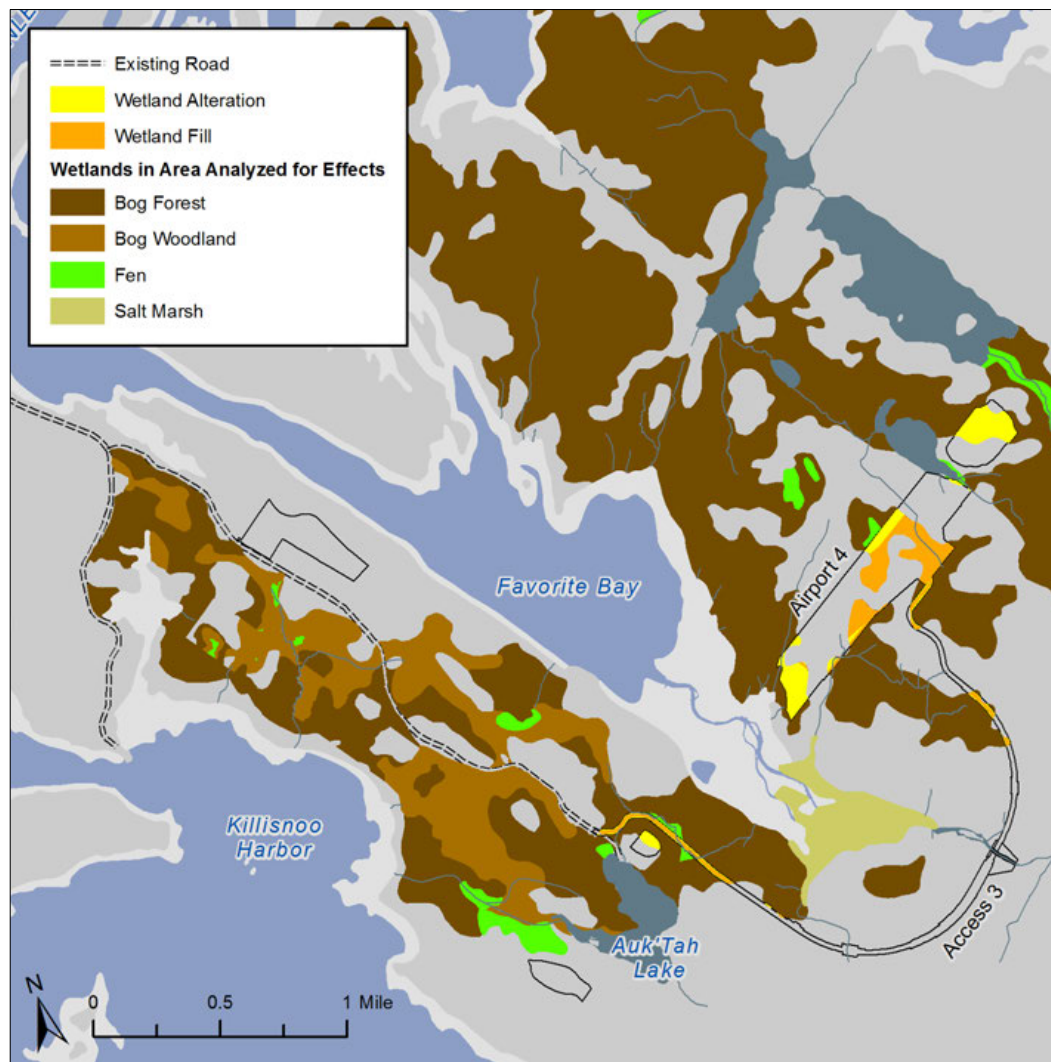 Existing Road
Wetland Alteration
Wetland Fill
Wetlands in Area Analyzed for Effects
Bog Forest
Bog Woodland
Fen
Salt Marsh
Airport 4
Favorite Bay
Killisnoo
Harbor
Access 3
Auk'Tah
Lake
N
0 0.5 1 Mile